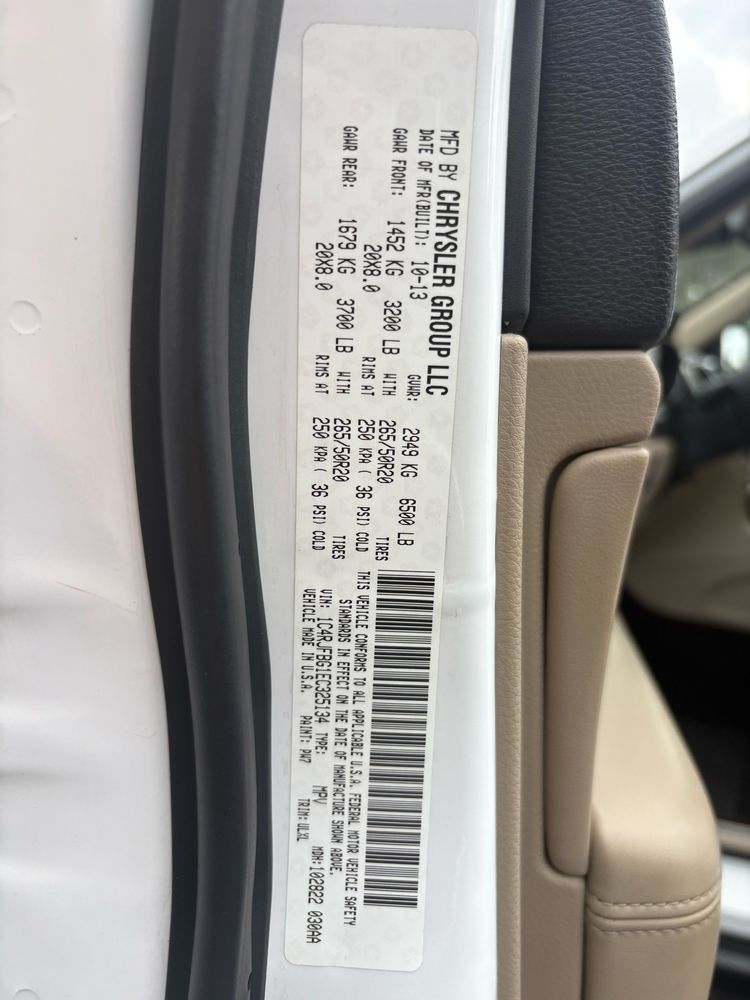 MFD BY CHRYSLER GROUP LLC
DATE OF MFR(BUILT): 10-13 GVWR: 2949 KG 6500 LB
GAWR FRONT: 1452 KG 3200 LB WITH 265/50R20 TIRES
20X8.0 RIMS AT 250 KPA ( 36 PSI) COLD
GAWR REAR: 1679 KG 3700 LB WITH 265/50R20 TIRES
20X8.0 RIMS AT 250 KPA ( 36 PSI) COLD
THIS VEHICLE CONFORMS TO ALL APPLICABLE U.S.A. FEDERAL MOTOR VEHICLE SAFETY
STANDARDS IN EFFECT ON THE DATE OF MANUFACTURE SHOWN ABOVE.
VIN: 1C4RJFBG1EC325134 TYPE: MPV MDH:102822 030AA
VEHICLE MADE IN U.S.A. PAINT: PW7 TRIM:ULXL